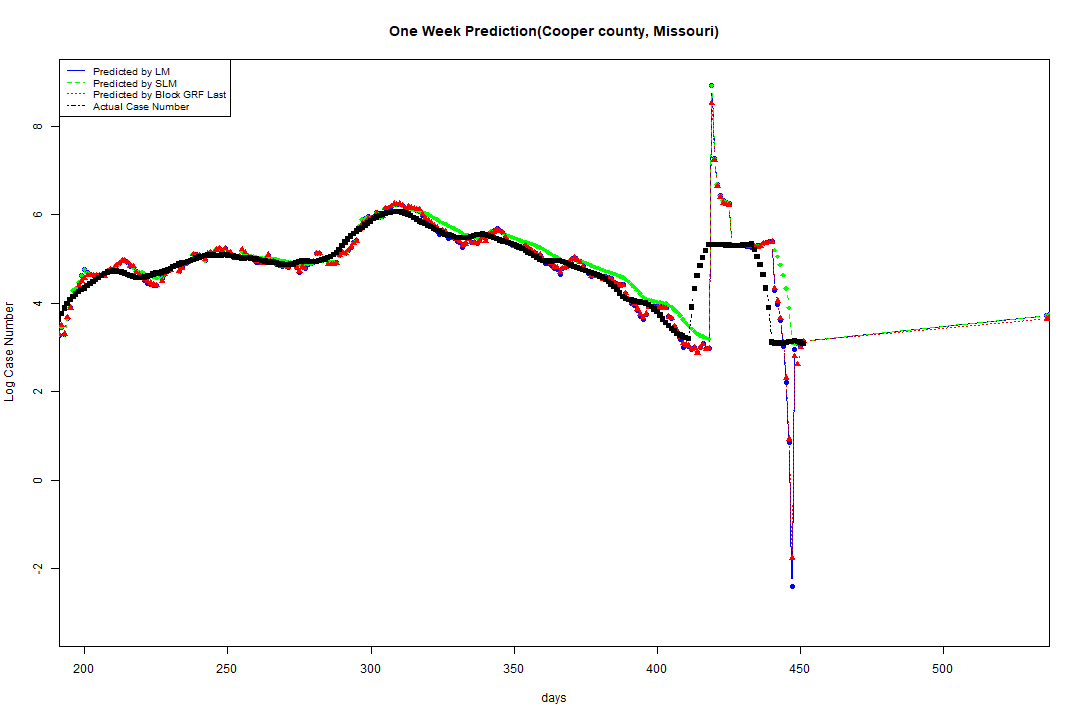 One Week Prediction(Cooper county, Missouri)
Predicted by LM
Predicted by SLM
Predicted by Block GRF Last
Actual Case Number
8
6
4
2
0
-2
Log Case Number
200 250 300 350 400 450 500
days